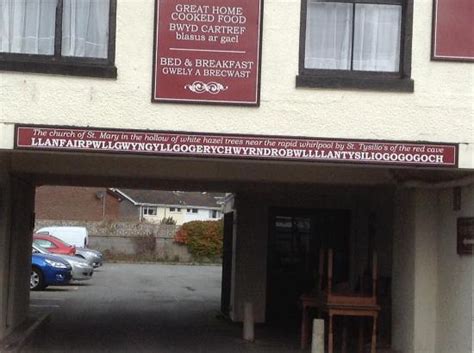 GREAT HOME
COOKED FOOD
BWYD CARTREF
blasus ar gael
BED & BREAKFAST
GWELY A BRECWAST
The church of St. Mary in the hollow of white hazel trees near the rapid whirlpool by St. Tysilio's of the red cave
LLANFAIRPWLLGWYNGYLLGOGERYCHWYRNDROBWLLLLANTYSILIOGOGOGOCH